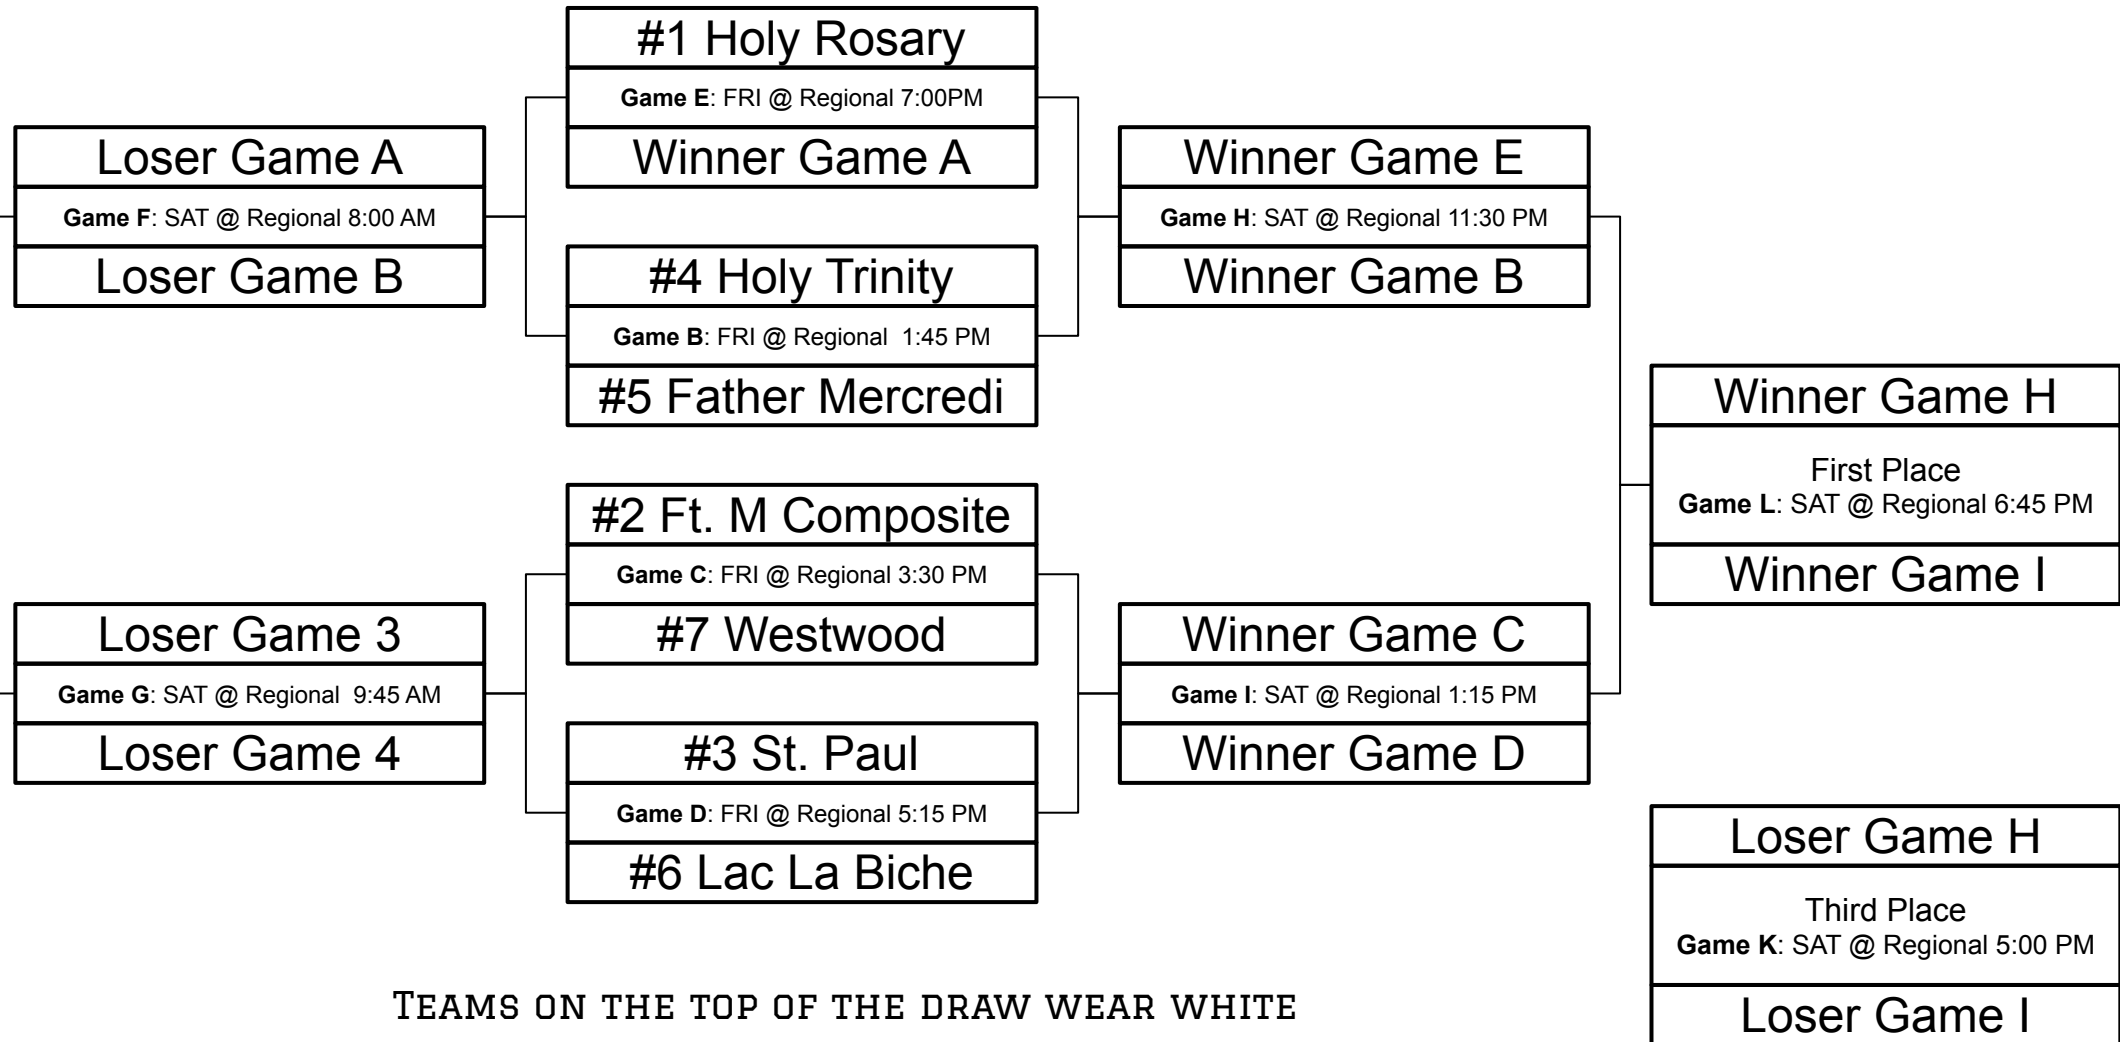 #1 Holy Rosary
Game E: FRI @ Regional 7:00PM
Winner Game A
Loser Game A
Game F: SAT @ Regional 8:00 AM
Loser Game B
#4 Holy Trinity
Game B: FRI @ Regional  1:45 PM
#5 Father Mercredi
Winner Game E
Game H: SAT @ Regional 11:30 PM
Winner Game B
Winner Game H
First Place
Game L: SAT @ Regional 6:45 PM
Winner Game I
#2 Ft. M Composite
Game C: FRI @ Regional 3:30 PM
#7 Westwood
Loser Game 3
Game G: SAT @ Regional  9:45 AM
Loser Game 4
#3 St. Paul
Game D: FRI @ Regional 5:15 PM
#6 Lac La Biche
Winner Game C
Game I: SAT @ Regional 1:15 PM
Winner Game D
Loser Game H
Third Place
Game K: SAT @ Regional 5:00 PM
Loser Game I
Teams on the top of the draw wear white